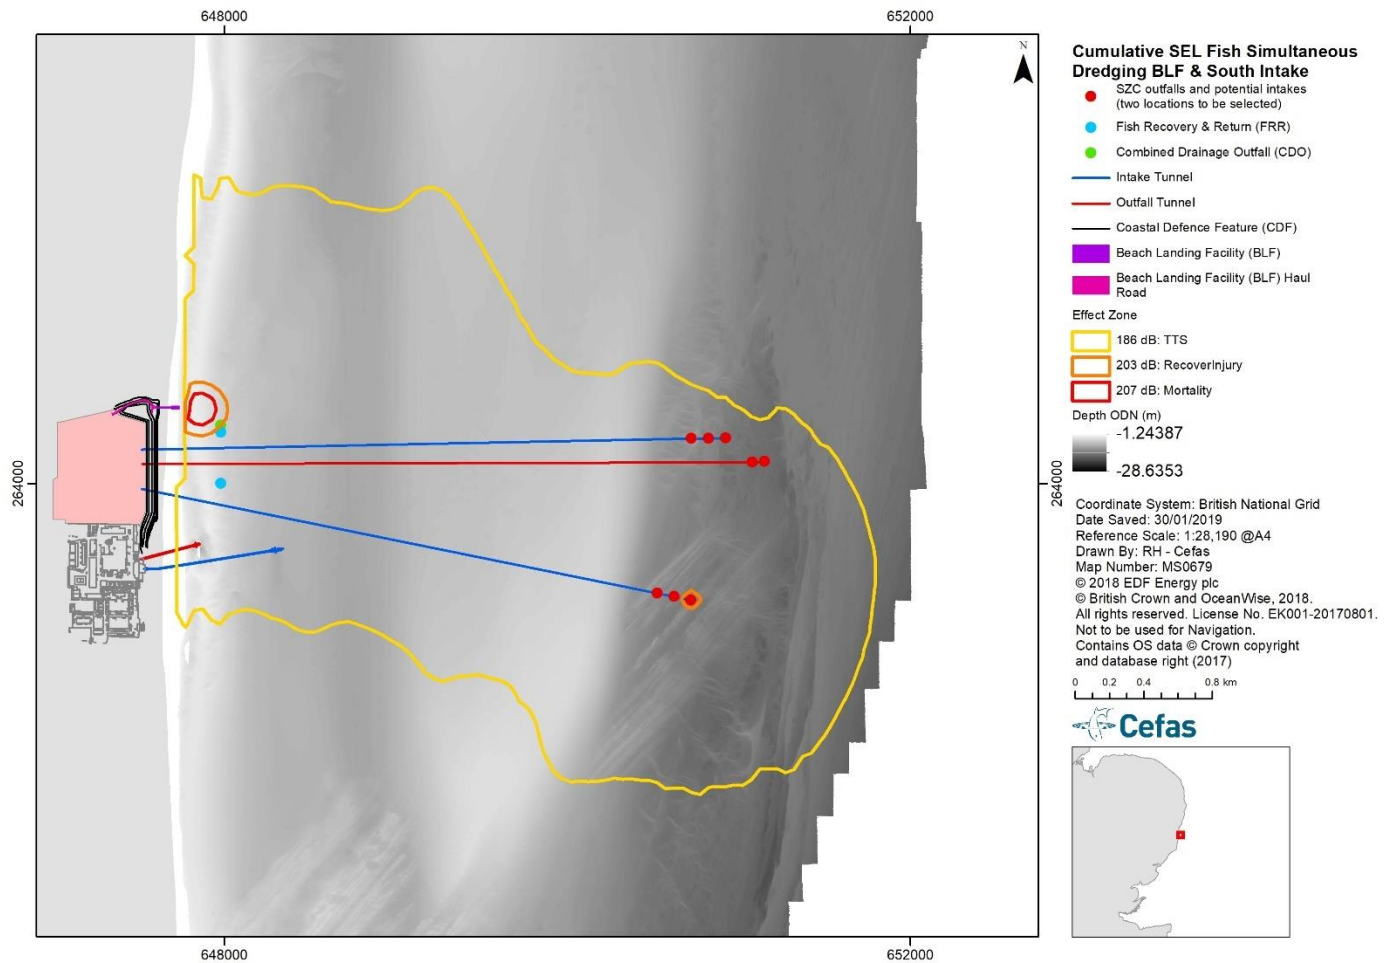 648000
652000
N
264000
264000
648000
652000
Cumulative SEL Fish Simultaneous
Dredging BLF & South Intake
SZC outfalls and potential intakes
(two locations to be selected)
Fish Recovery & Return (FRR)
Combined Drainage Outfall (CDO)
Intake Tunnel
Outfall Tunnel
Coastal Defence Feature (CDF)
Beach Landing Facility (BLF)
Beach Landing Facility (BLF) Haul
Road
Effect Zone
186 dB: TTS
203 dB: RecoverInjury
207 dB: Mortality
Depth ODN (m)
-1.24387
-28.6353
Coordinate System: British National Grid
Date Saved: 30/01/2019
Reference Scale: 1:28,190 @A4
Drawn By: RH - Cefas
Map Number: MS0679
© 2018 EDF Energy plc
© British Crown and OceanWise, 2018.
All rights reserved. License No. EK001-20170801.
Not to be used for Navigation.
Contains OS data © Crown copyright
and database right (2017)
0 0.2 0.4 0.8 km
Cefas